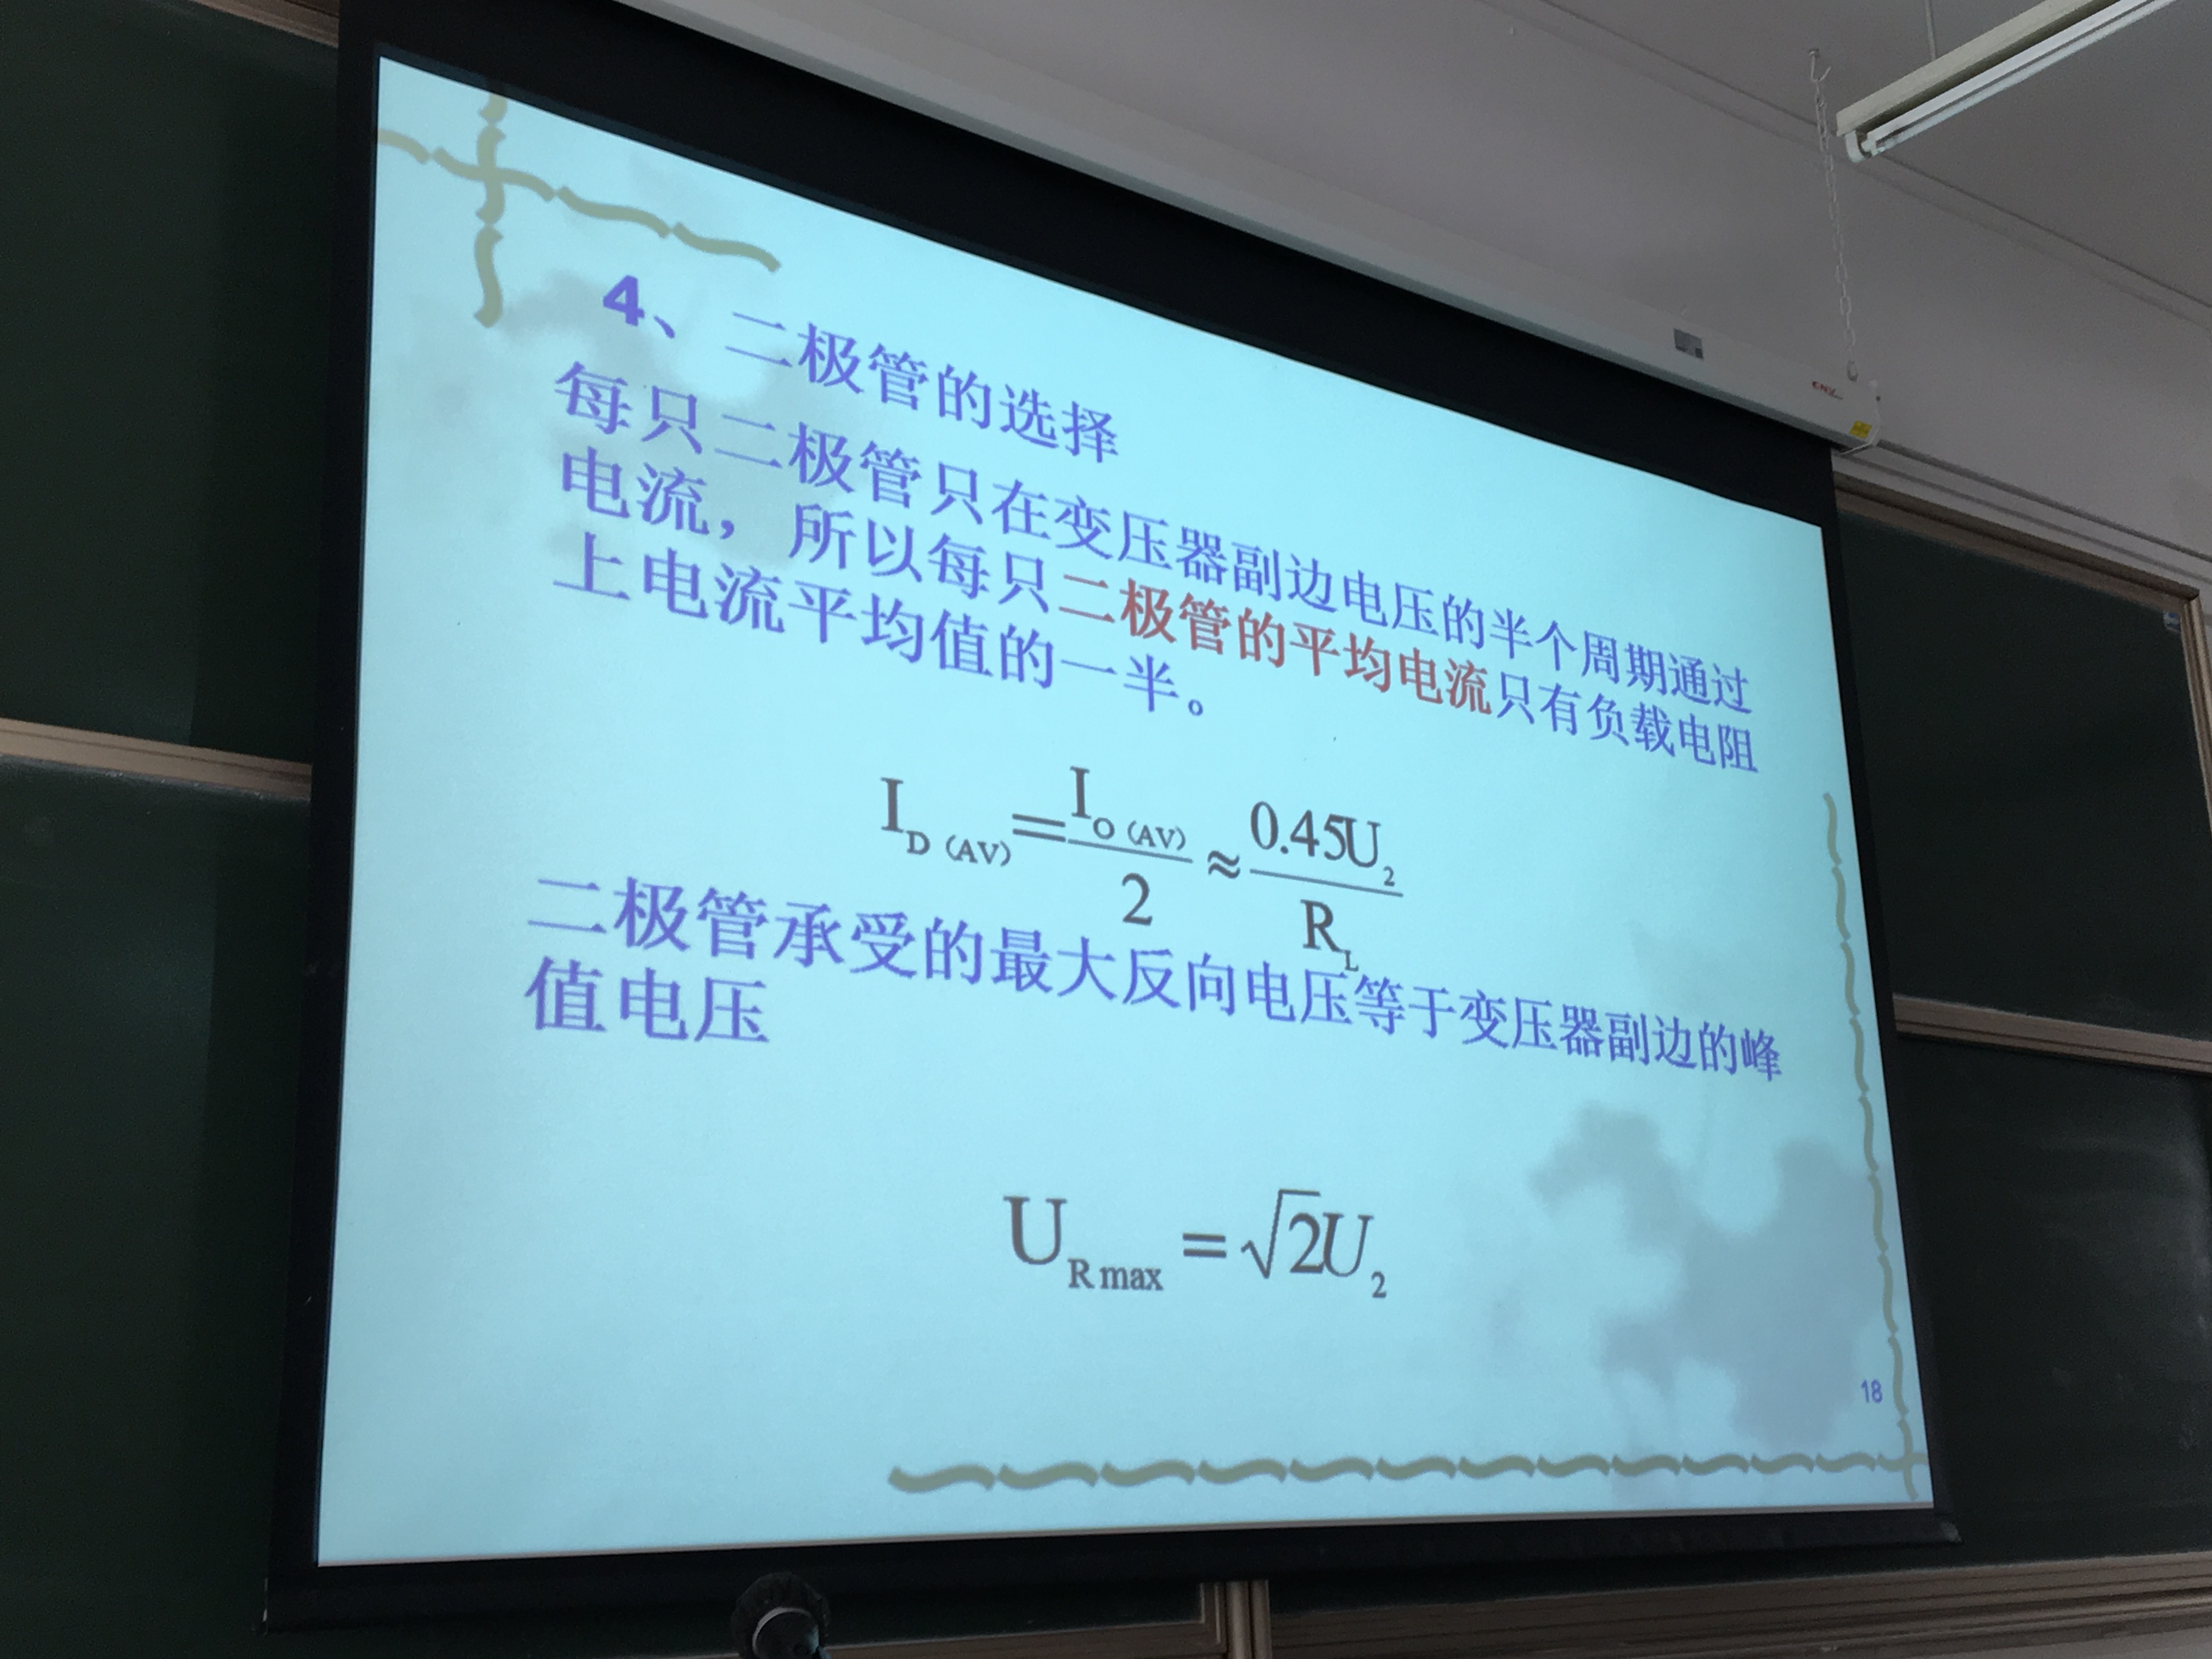 4、二极管的选择
每只二极管只在变压器副边电压的半个周期通过
电流，所以每只二极管的平均电流只有负载电阻
上电流平均值的一半。
I_{D (AV)} = \frac{I_{O (AV)}}{2} ≈ \frac{0.45U_2}{R_L}
二极管承受的最大反向电压等于变压器副边的峰
值电压
U_{R max} = \sqrt{2}U_2
18